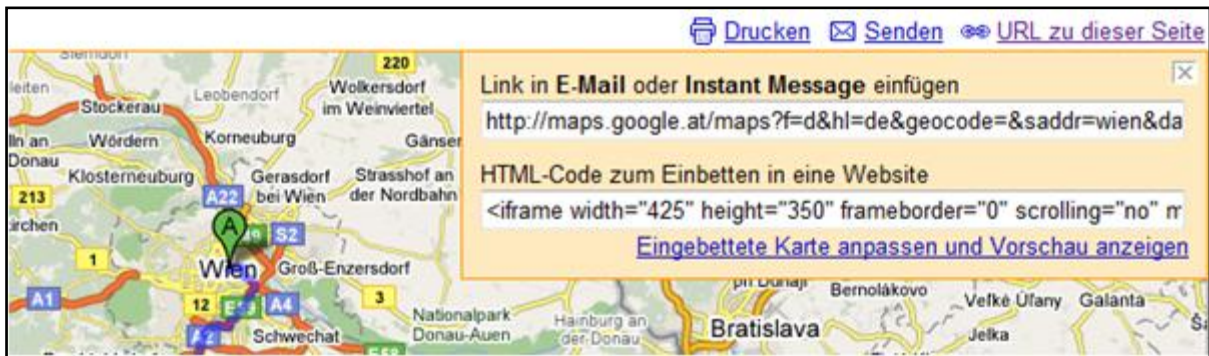 Drucken Senden URL zu dieser Seite
Link in E-Mail oder Instant Message einfügen
http://maps.google.at/maps?f=d&hl=de&geocode=&saddr=wien&da
HTML-Code zum Einbetten in eine Website
<iframe width="425" height="350" frameborder="0" scrolling="no" m
Eingebettete Karte anpassen und Vorschau anzeigen
220
Leobendorf
Wolkersdorf
im Weinviertel
Stockerau
Wördern
Korneuburg
Gänser
Donau
Klosterneuburg
Gerasdorf
bei Wien
Strasshof an
der Nordbahn
213
A22
A
S2
1
Wien
Groß-Enzersdorf
A1
12
A4
3
A2
Schwechat
Nationalpark
Donau-Auen
Hainburg an
der Donau
Bratislava
Bernolákovo
Veľké Úľany
Galanta
Jelka